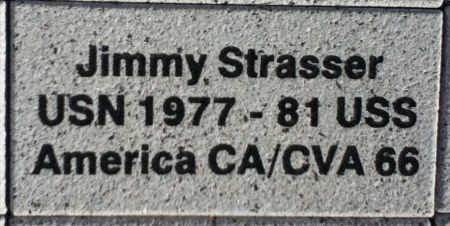 Jimmy Strasser
USN 1977 - 81 USS
America CA/CVA 66